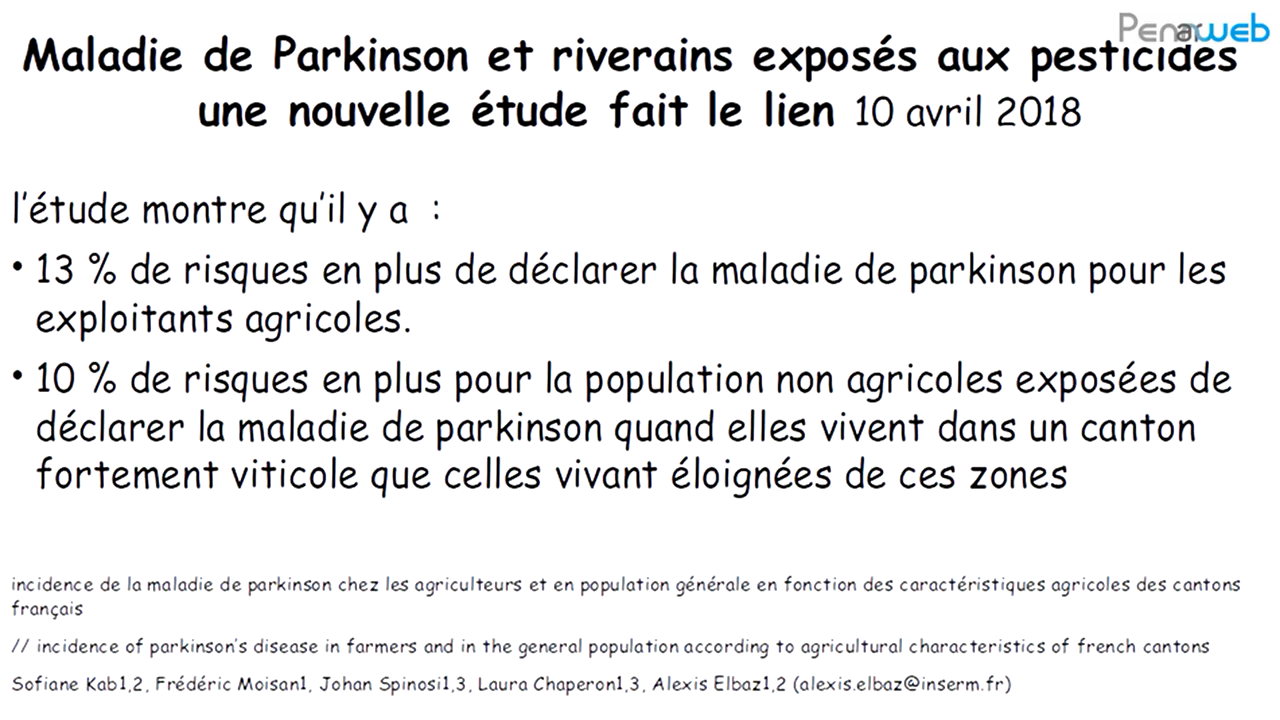 Penarweb
Maladie de Parkinson et riverains exposés aux pesticides
une nouvelle étude fait le lien 10 avril 2018
l'étude montre qu'il y a :
• 13 % de risques en plus de déclarer la maladie de parkinson pour les
exploitants agricoles.
• 10 % de risques en plus pour la population non agricoles exposées de
déclarer la maladie de parkinson quand elles vivent dans un canton
fortement viticole que celles vivant éloignées de ces zones
incidence de la maladie de parkinson chez les agriculteurs et en population générale en fonction des caractéristiques agricoles des cantons
français
// incidence of parkinson's disease in farmers and in the general population according to agricultural characteristics of french cantons
Sofiane Kab1,2, Frédéric Moisan1, Johan Spinosi1,3, Laura Chaperon1,3, Alexis Elbaz1,2 (alexis.elbaz@inserm.fr)